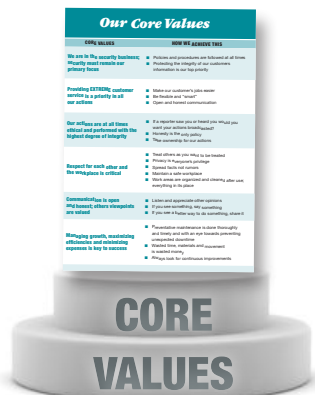 Our Core Values
CORE VALUES
HOW WE ACHIEVE THIS
We are in the security business;
security must remain our
primary focus
Policies and procedures are followed at all times
Protecting the integrity of our customers
information is our top priority
Providing EXTREME customer
service is a priority in all
our actions
Make our customer's jobs easier
Be flexible and "smart"
Open and honest communication
Our actions are at all times
ethical and performed with the
highest degree of integrity
If a reporter saw you or heard you would you
want your actions broadcasted?
Honesty is the only policy
Take ownership for our actions
Respect for each other and
the workplace is critical
Treat others as you want to be treated
Privacy is everyone's privilege
Spread facts not rumors
Maintain a safe workplace
Work areas are organized and cleaned after use;
everything in its place
Communication is open
and honest; others viewpoints
are valued
Listen and appreciate other opinions
If you see something, say something
If you see a better way to do something, share it
Managing growth, maximizing
efficiencies and minimizing
expenses is key to success
Preventative maintenance is done thoroughly
and timely and with an eye towards preventing
unexpected downtime
Wasted time, materials and movement
is wasted money
Always look for continuous improvements
CORE
VALUES